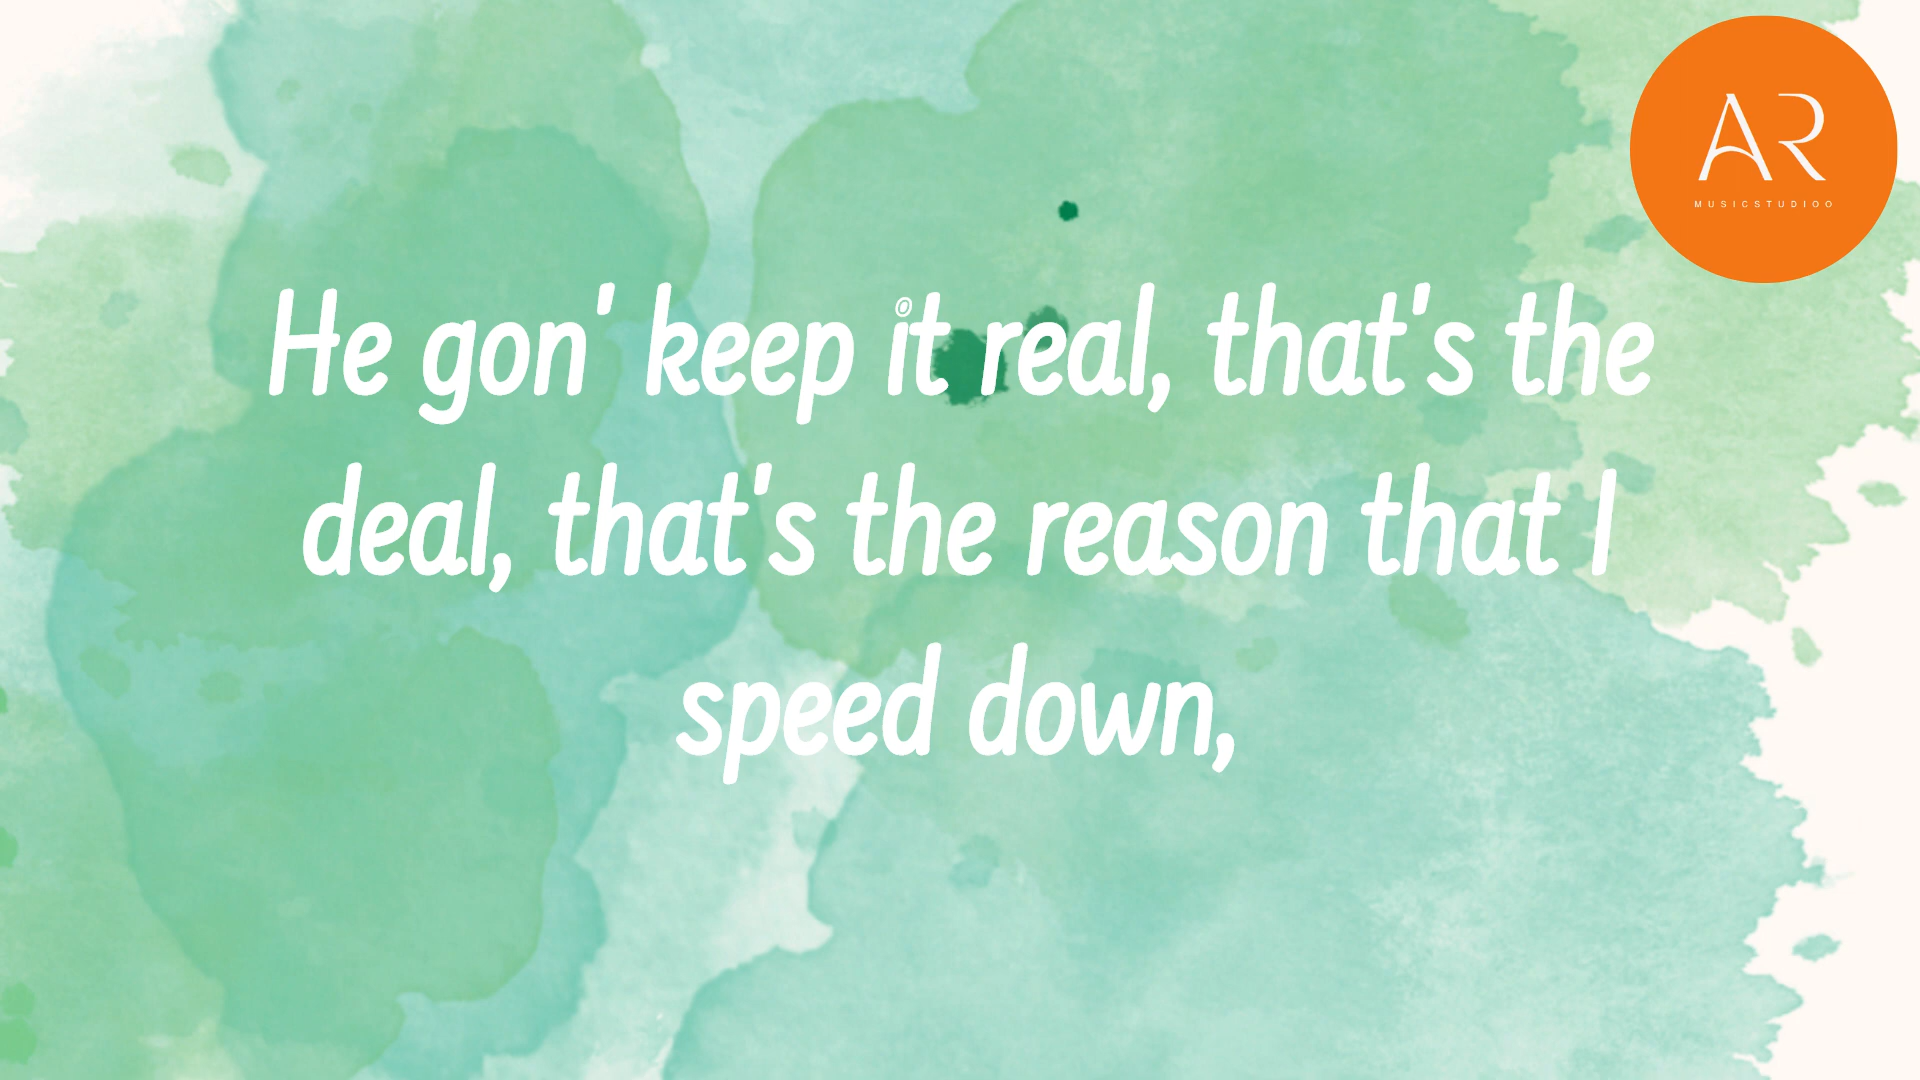 AR
MUSICSTUDIOO
He gon' keep it real, that's the
deal, that's the reason that I
speed down,